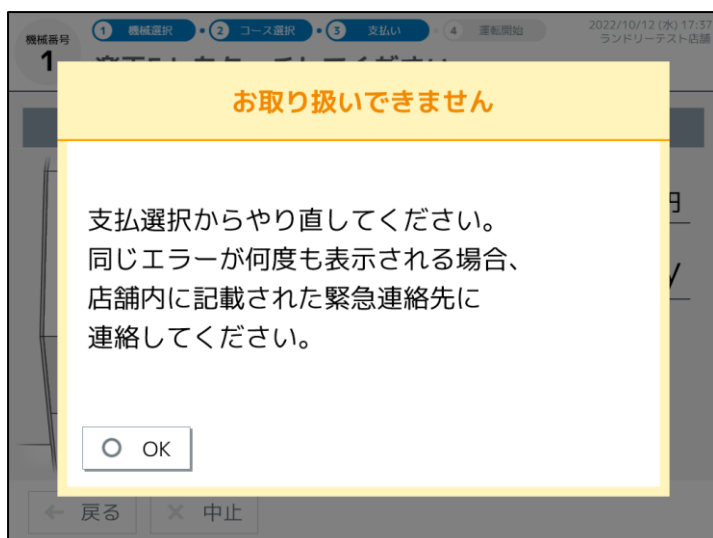 機械番号
1
1 機械選択 2 コース選択 3 支払い 4 運転開始
2022/10/12 (水) 17:37
ランドリーテスト店舗
お取り扱いできません
支払選択からやり直してください。
同じエラーが何度も表示される場合、
店舗内に記載された緊急連絡先に
連絡してください。
OK
円
戻る
中止